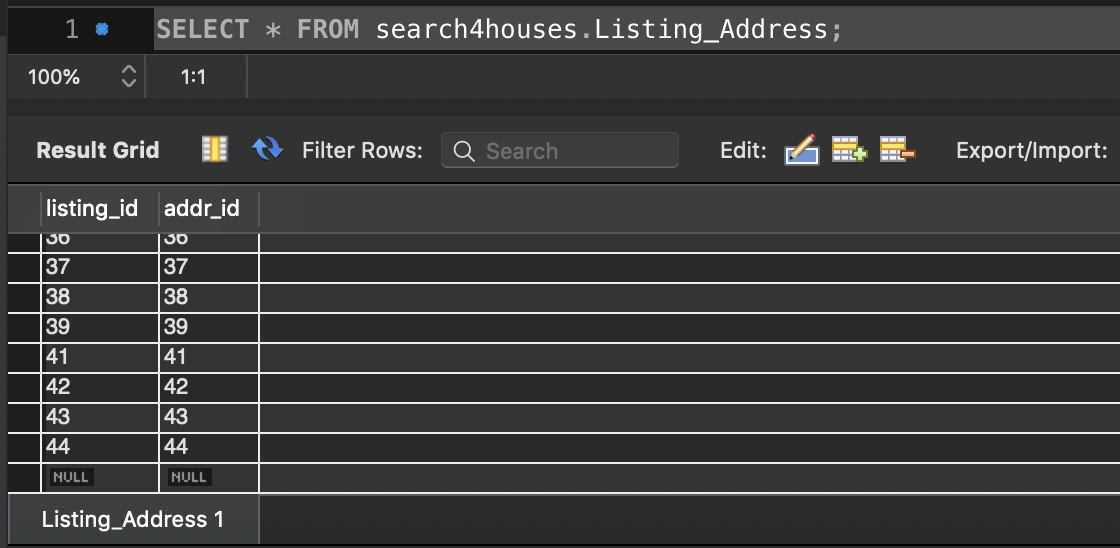 1 SELECT * FROM search4houses.Listing_Address;
100% 1:1
Result Grid Filter Rows: Search Edit: Export/Import:
listing_id addr_id
36 36
37 37
38 38
39 39
41 41
42 42
43 43
44 44
NULL NULL
Listing_Address 1